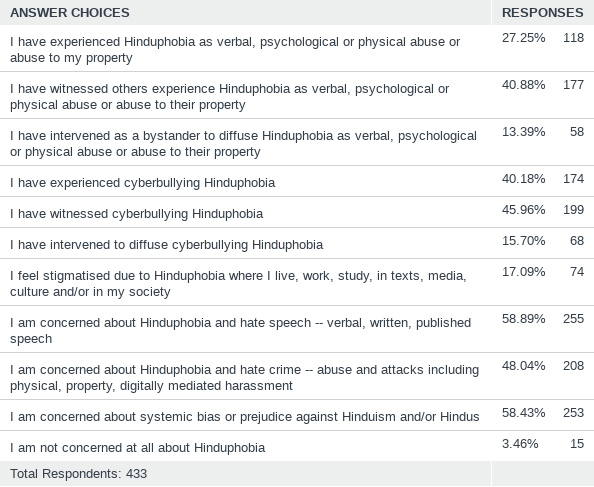 ANSWER CHOICES RESPONSES
I have experienced Hinduphobia as verbal, psychological or physical abuse or 27.25% 118
abuse to my property
I have witnessed others experience Hinduphobia as verbal, psychological or 40.88% 177
physical abuse or abuse to their property
I have intervened as a bystander to diffuse Hinduphobia as verbal, psychological 13.39% 58
or physical abuse or abuse to their property
I have experienced cyberbullying Hinduphobia 40.18% 174
I have witnessed cyberbullying Hinduphobia 45.96% 199
I have intervened to diffuse cyberbullying Hinduphobia 15.70% 68
I feel stigmatised due to Hinduphobia where I live, work, study, in texts, media, 17.09% 74
culture and/or in my society
I am concerned about Hinduphobia and hate speech -- verbal, written, published 58.89% 255
speech
I am concerned about Hinduphobia and hate crime -- abuse and attacks including 48.04% 208
physical, property, digitally mediated harassment
I am concerned about systemic bias or prejudice against Hinduism and/or Hindus 58.43% 253
I am not concerned at all about Hinduphobia 3.46% 15
Total Respondents: 433